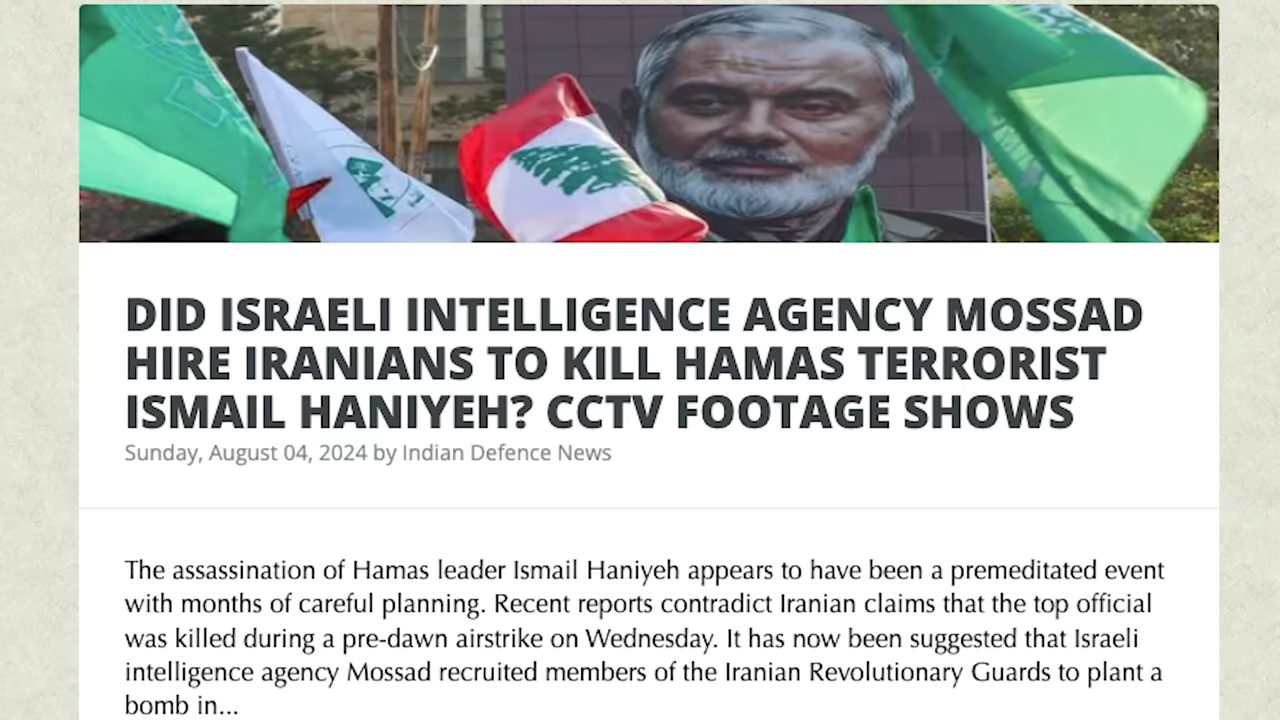 DID ISRAELI INTELLIGENCE AGENCY MOSSAD
HIRE IRANIANS TO KILL HAMAS TERRORIST
ISMAIL HANIYEH? CCTV FOOTAGE SHOWS
Sunday, August 04, 2024 by Indian Defence News
The assassination of Hamas leader Ismail Haniyeh appears to have been a premeditated event
with months of careful planning. Recent reports contradict Iranian claims that the top official
was killed during a pre-dawn airstrike on Wednesday. It has now been suggested that Israeli
intelligence agency Mossad recruited members of the Iranian Revolutionary Guards to plant a
bomb in...